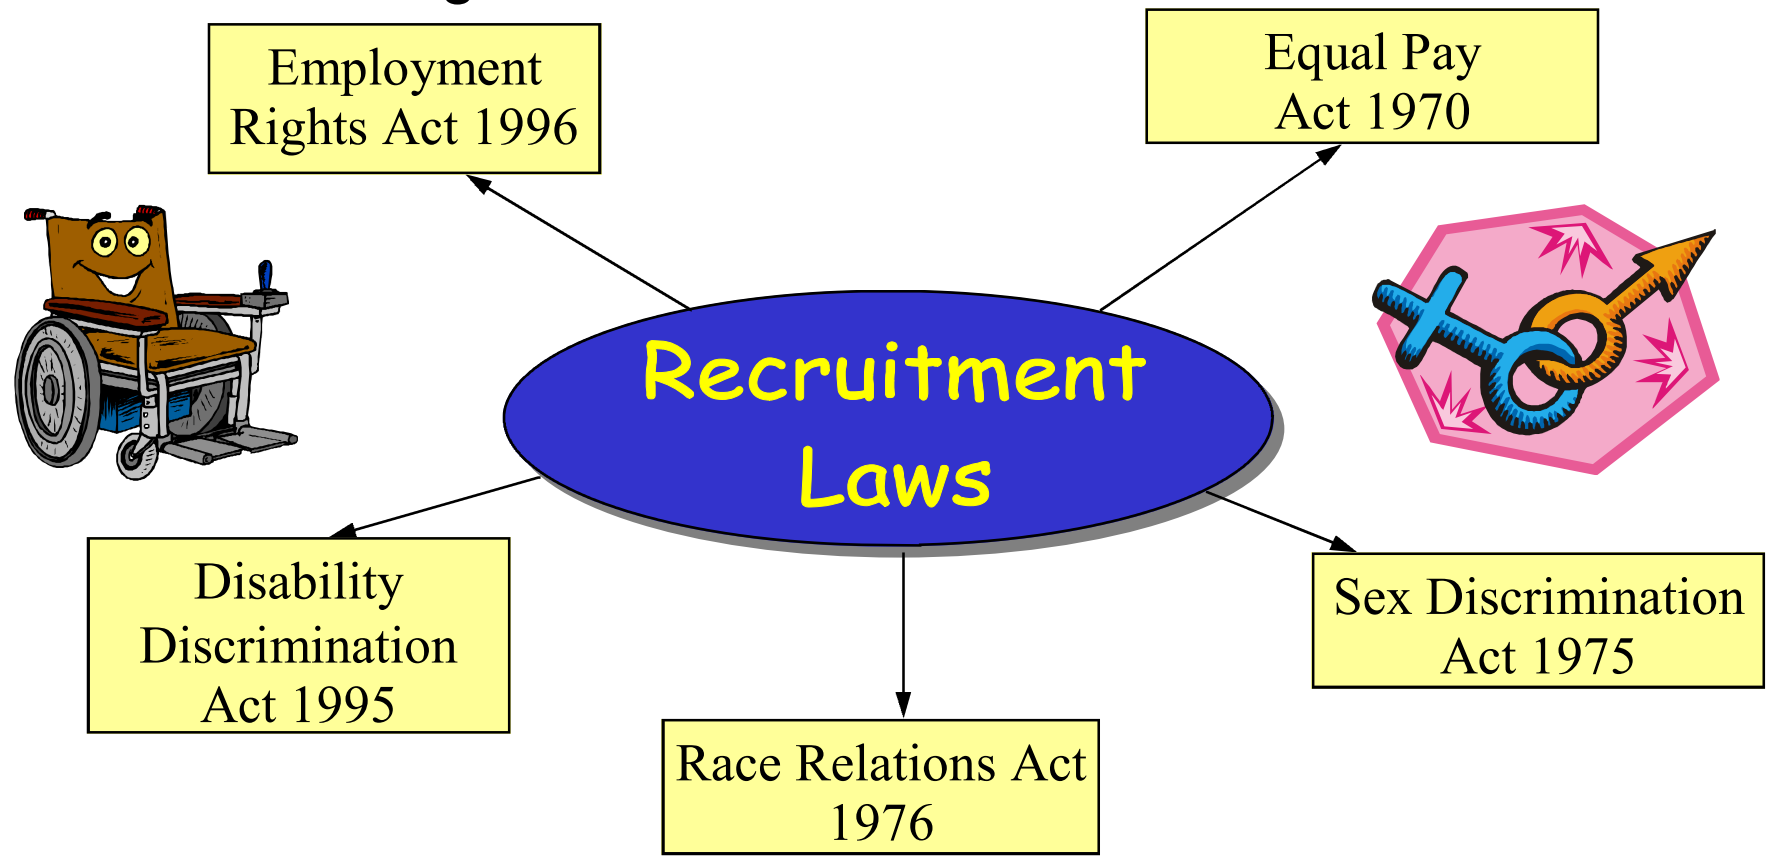 Employment
Rights Act 1996
Equal Pay
Act 1970
Recruitment
Laws
Disability
Discrimination
Act 1995
Sex Discrimination
Act 1975
Race Relations Act
1976